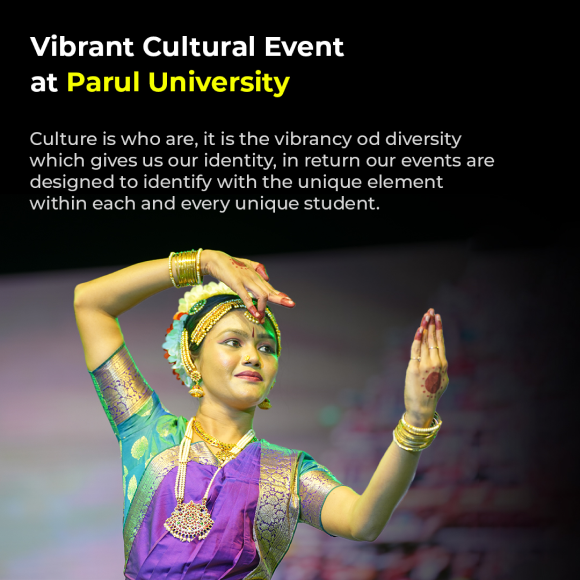 Vibrant Cultural Event
at Parul University
Culture is who are, it is the vibrancy od diversity
which gives us our identity, in return our events are
designed to identify with the unique element
within each and every unique student.